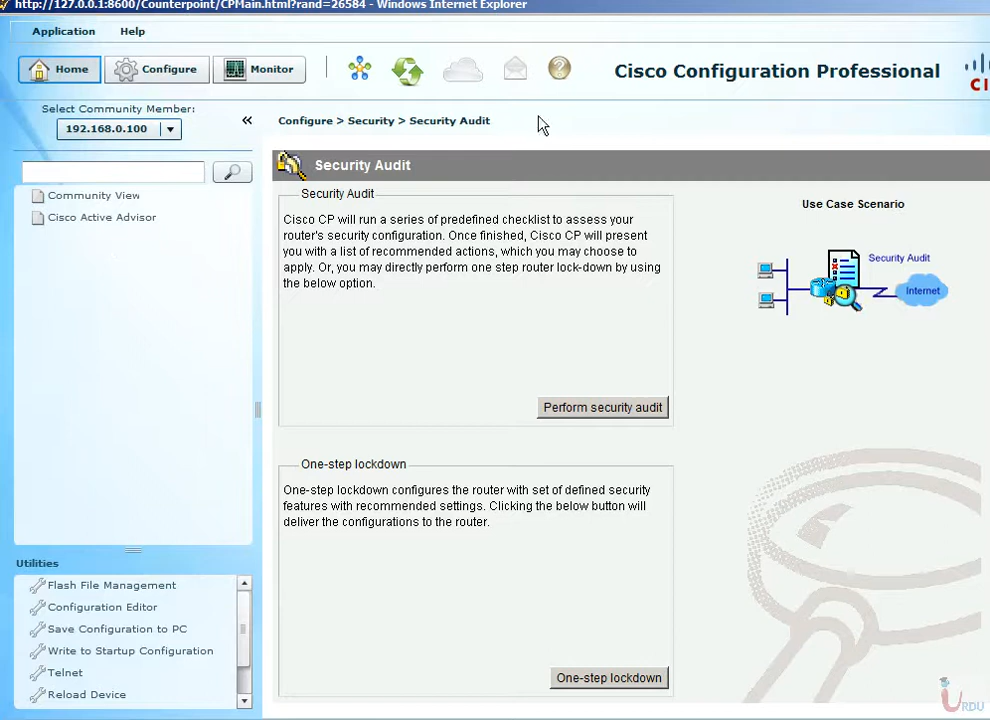 http://127.0.0.1:8600/Counterpoint/CPMain.html?rand=26584 - Windows Internet Explorer
Application Help
Home Configure Monitor
Cisco Configuration Professional
CI
Select Community Member:
192.168.0.100
«
Configure > Security > Security Audit
Community View
Cisco Active Advisor
Security Audit
Security Audit
Cisco CP will run a series of predefined checklist to assess your
router's security configuration. Once finished, Cisco CP will present
you with a list of recommended actions, which you may choose to
apply. Or, you may directly perform one step router lock-down by using
the below option.
Perform security audit
Use Case Scenario
Security Audit
Internet
One-step lockdown
One-step lockdown configures the router with set of defined security
features with recommended settings. Clicking the below button will
deliver the configurations to the router.
One-step lockdown
Utilities
Flash File Management
Configuration Editor
Save Configuration to PC
Write to Startup Configuration
Telnet
Reload Device
URDU